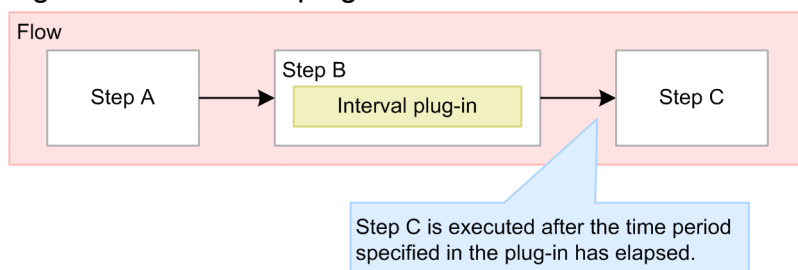 Flow
Step A
Step B
Interval plug-in
Step C
Step C is executed after the time period
specified in the plug-in has elapsed.